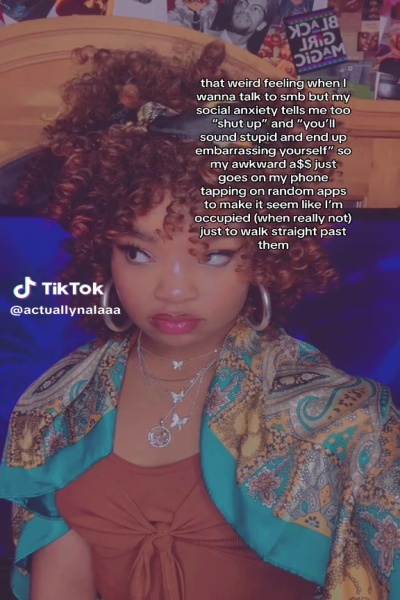 BLACK
GIRL
MAGIC
that weird feeling when I
wanna talk to smb but my
social anxiety tells me too
“shut up” and “you’ll
sound stupid and end up
embarrassing yourself” so
my awkward a$$ just
goes on my phone
tapping on random apps
to make it seem like I’m
occupied (when really not)
just to walk straight past
them
TikTok
@actuallynalaaa